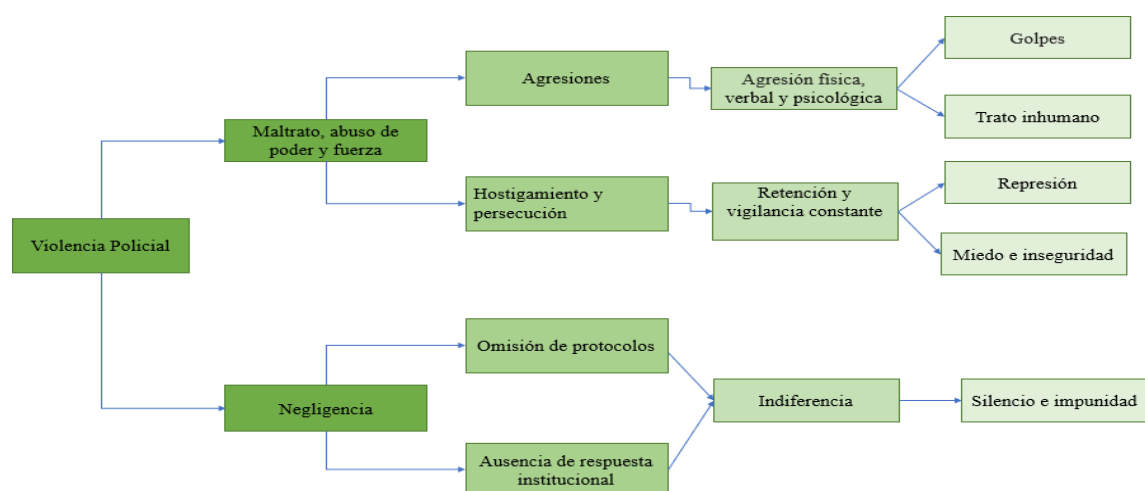 Golpes
Agresiones
Agresión física,
verbal y psicológica
Trato inhumano
Maltrato, abuso de
poder y fuerza
Hostigamiento y
persecución
Retención y
vigilancia constante
Represión
Violencia Policial
Miedo e inseguridad
Omisión de protocolos
Negligencia
Indiferencia
Silencio e impunidad
Ausencia de respuesta
institucional